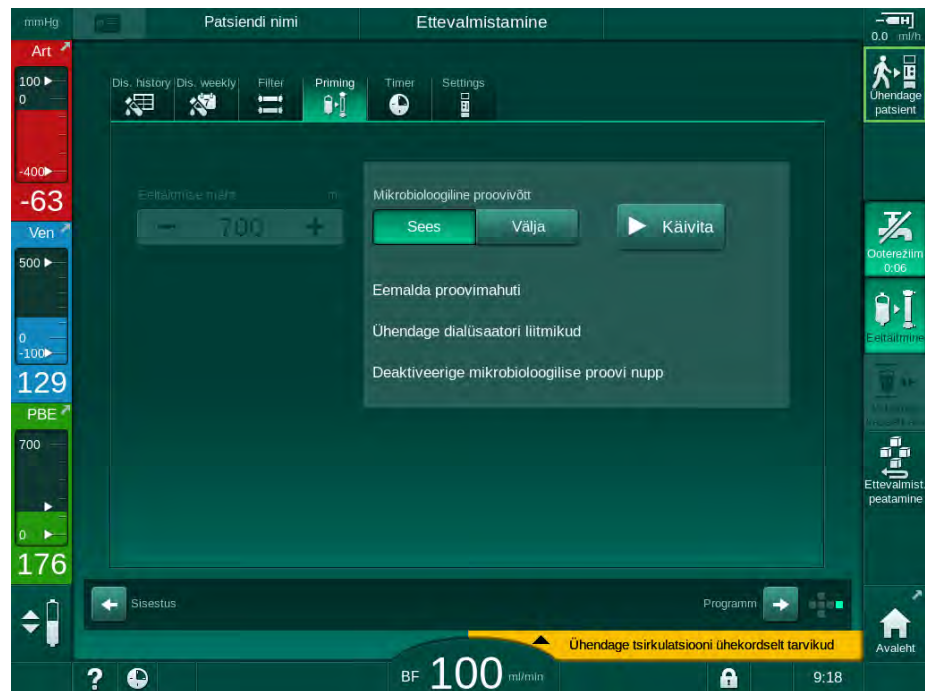 mmHg
Patsiendi nimi
Ettevalmistamine
0.0 ml/h
Art
100
0
-400
-63
Ven
500
0
-100
129
PBE
700
0
176
Dis. history
Dis. weekly
Filter
Priming
Timer
Settings
700
Mikrobioloogiline proovivõtt
Sees
Välja
Käivita
Eemalda proovimahuti
Ühendage dialüsaatori liitmikud
Deaktiveerige mikrobioloogilise proovi nupp
Sisestus
Programm
Ühendage tsirkulatsiooni ühekordselt tarvikud
BF 100 ml/min
9:18
Ühendage
patsient
Ooterežiim
0:06
Eeltäitmine
Ettevalmist.
peatamine
Avaleht